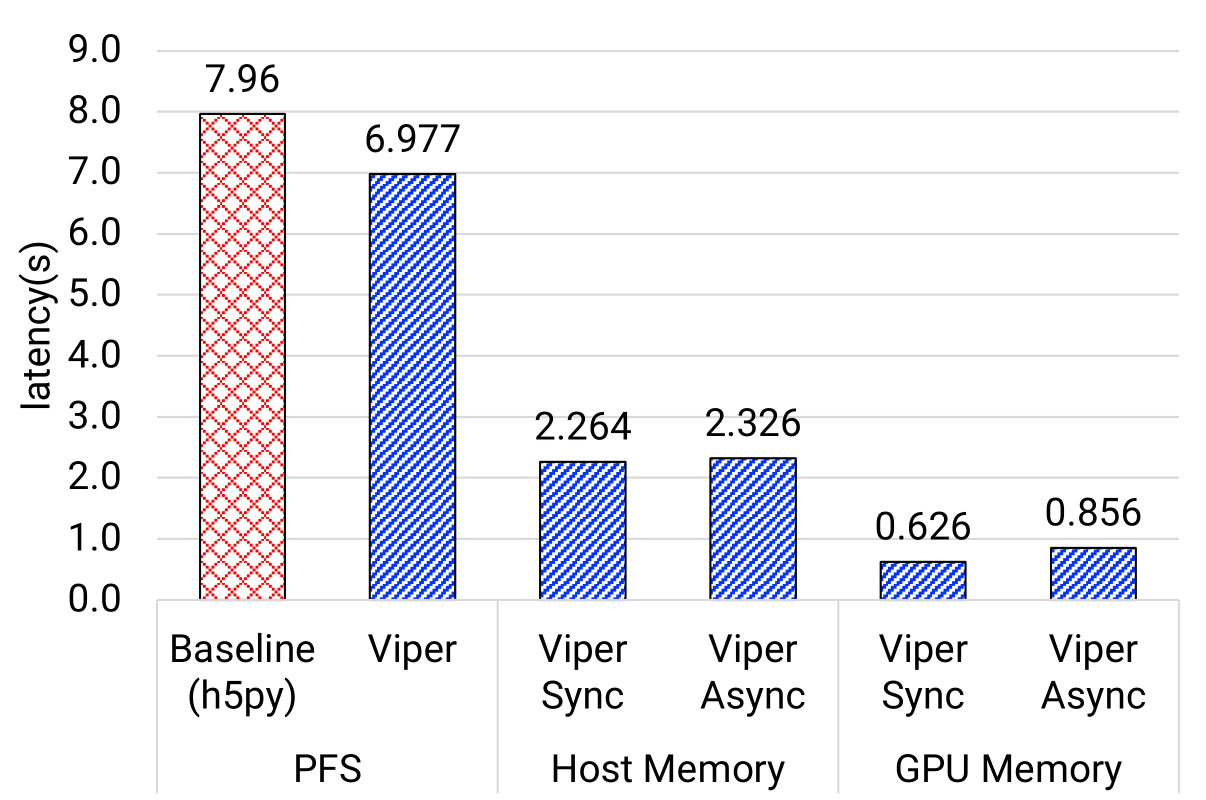 9.0
8.0
7.0
6.0
5.0
4.0
3.0
2.0
1.0
0.0
latency(s)
7.96
6.977
2.264
2.326
0.626
0.856
Baseline
(h5py)
Viper
Viper
Sync
Viper
Async
Viper
Sync
Viper
Async
PFS
Host Memory
GPU Memory